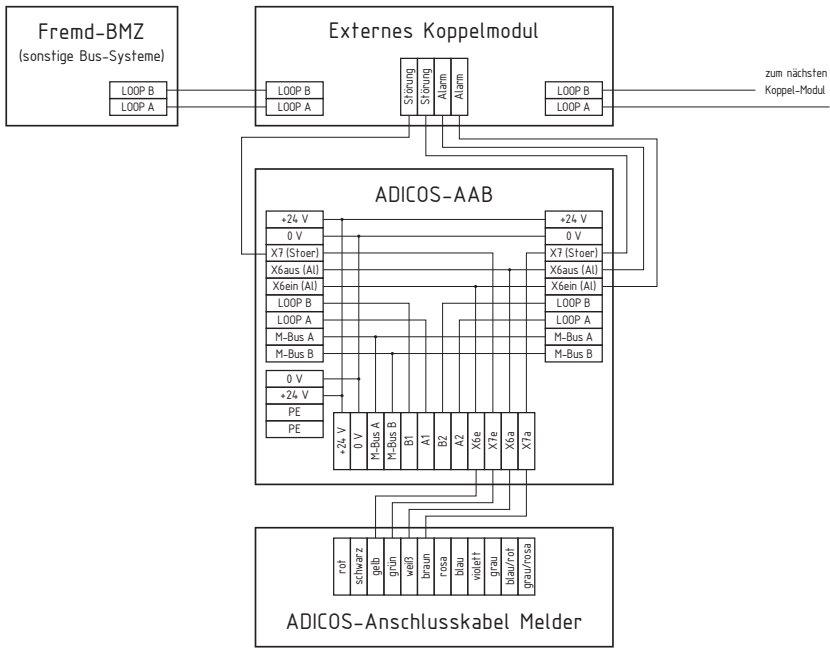 Fremd-BMZ
(sonstige Bus-Systeme)
LOOP B
LOOP A
Externes Koppelmodul
LOOP B
LOOP A
Störung
Störung
Alarm
Alarm
LOOP B
LOOP A
zum nächsten
Koppel-Modul
ADICOS-AAB
+24 V
0 V
X7 (Stoer)
X6aus (Al)
X6ein (Al)
LOOP B
LOOP A
M-Bus A
M-Bus B
0 V
+24 V
PE
PE
+24 V
0 V
X7 (Stoer)
X6aus (Al)
X6ein (Al)
LOOP B
LOOP A
M-Bus A
M-Bus B
+24 V
0 V
M-Bus A
M-Bus B
B1
A1
B2
A2
X6e
X7e
X6a
X7a
rot
schwarz
gelb
grün
weiß
braun
rosa
blau
violett
grau
blau/rot
grau/rosa
ADICOS-Anschlusskabel Melder